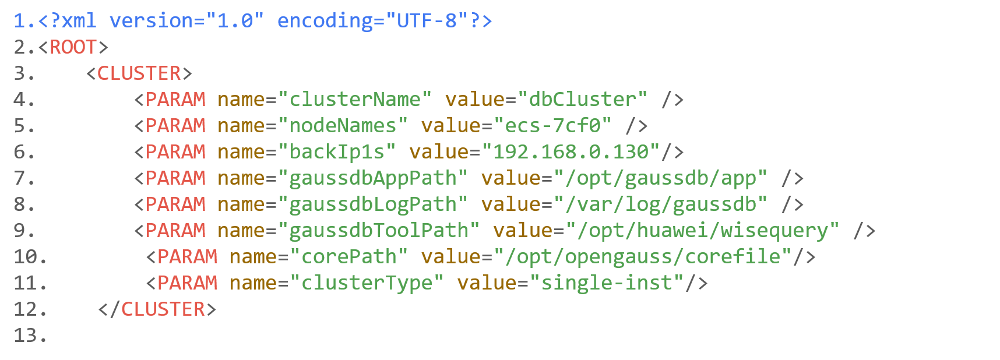 1.<?xml version="1.0" encoding="UTF-8"?>
2.<ROOT>
3.    <CLUSTER>
4.        <PARAM name="clusterName" value="dbCluster" />
5.        <PARAM name="nodeNames" value="ecs-7cf0" />
6.        <PARAM name="backIp1s" value="192.168.0.130"/>
7.        <PARAM name="gaussdbAppPath" value="/opt/gaussdb/app" />
8.        <PARAM name="gaussdbLogPath" value="/var/log/gaussdb" />
9.        <PARAM name="gaussdbToolPath" value="/opt/huawei/wisequery" />
10.        <PARAM name="corePath" value="/opt/opengauss/corefile"/>
11.        <PARAM name="clusterType" value="single-inst"/>
12.    </CLUSTER>
13.